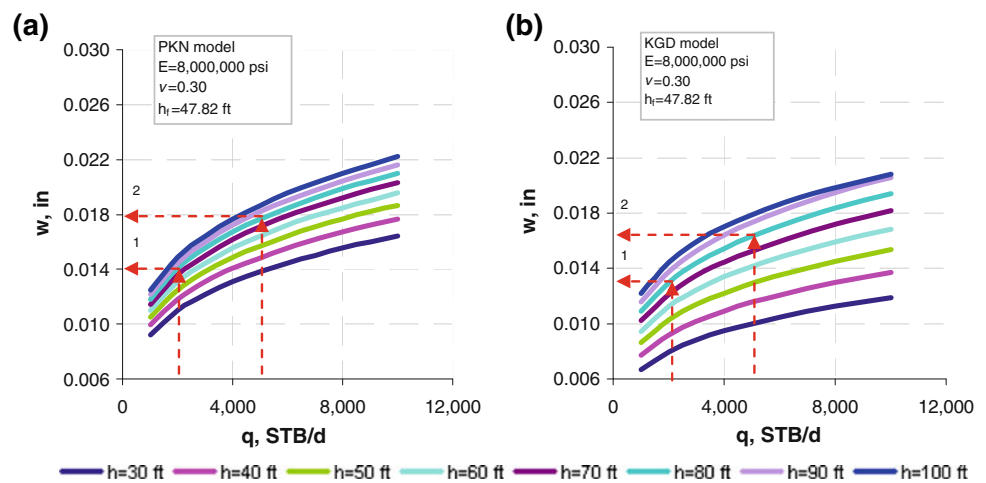 (a)
PKN model
E=8,000,000 psi
v=0.30
hf=47.82 ft
0.030
0.026
0.022
0.018
0.014
0.010
0.006
w, in
2
1
0
4,000
8,000
12,000
q, STB/d
(b)
KGD model
E=8,000,000 psi
v=0.30
hf=47.82 ft
0.030
0.026
0.022
0.018
0.014
0.010
0.006
w, in
2
1
0
4,000
8,000
12,000
q, STB/d
h=30 ft h=40 ft h=50 ft h=60 ft h=70 ft h=80 ft h=90 ft h=100 ft